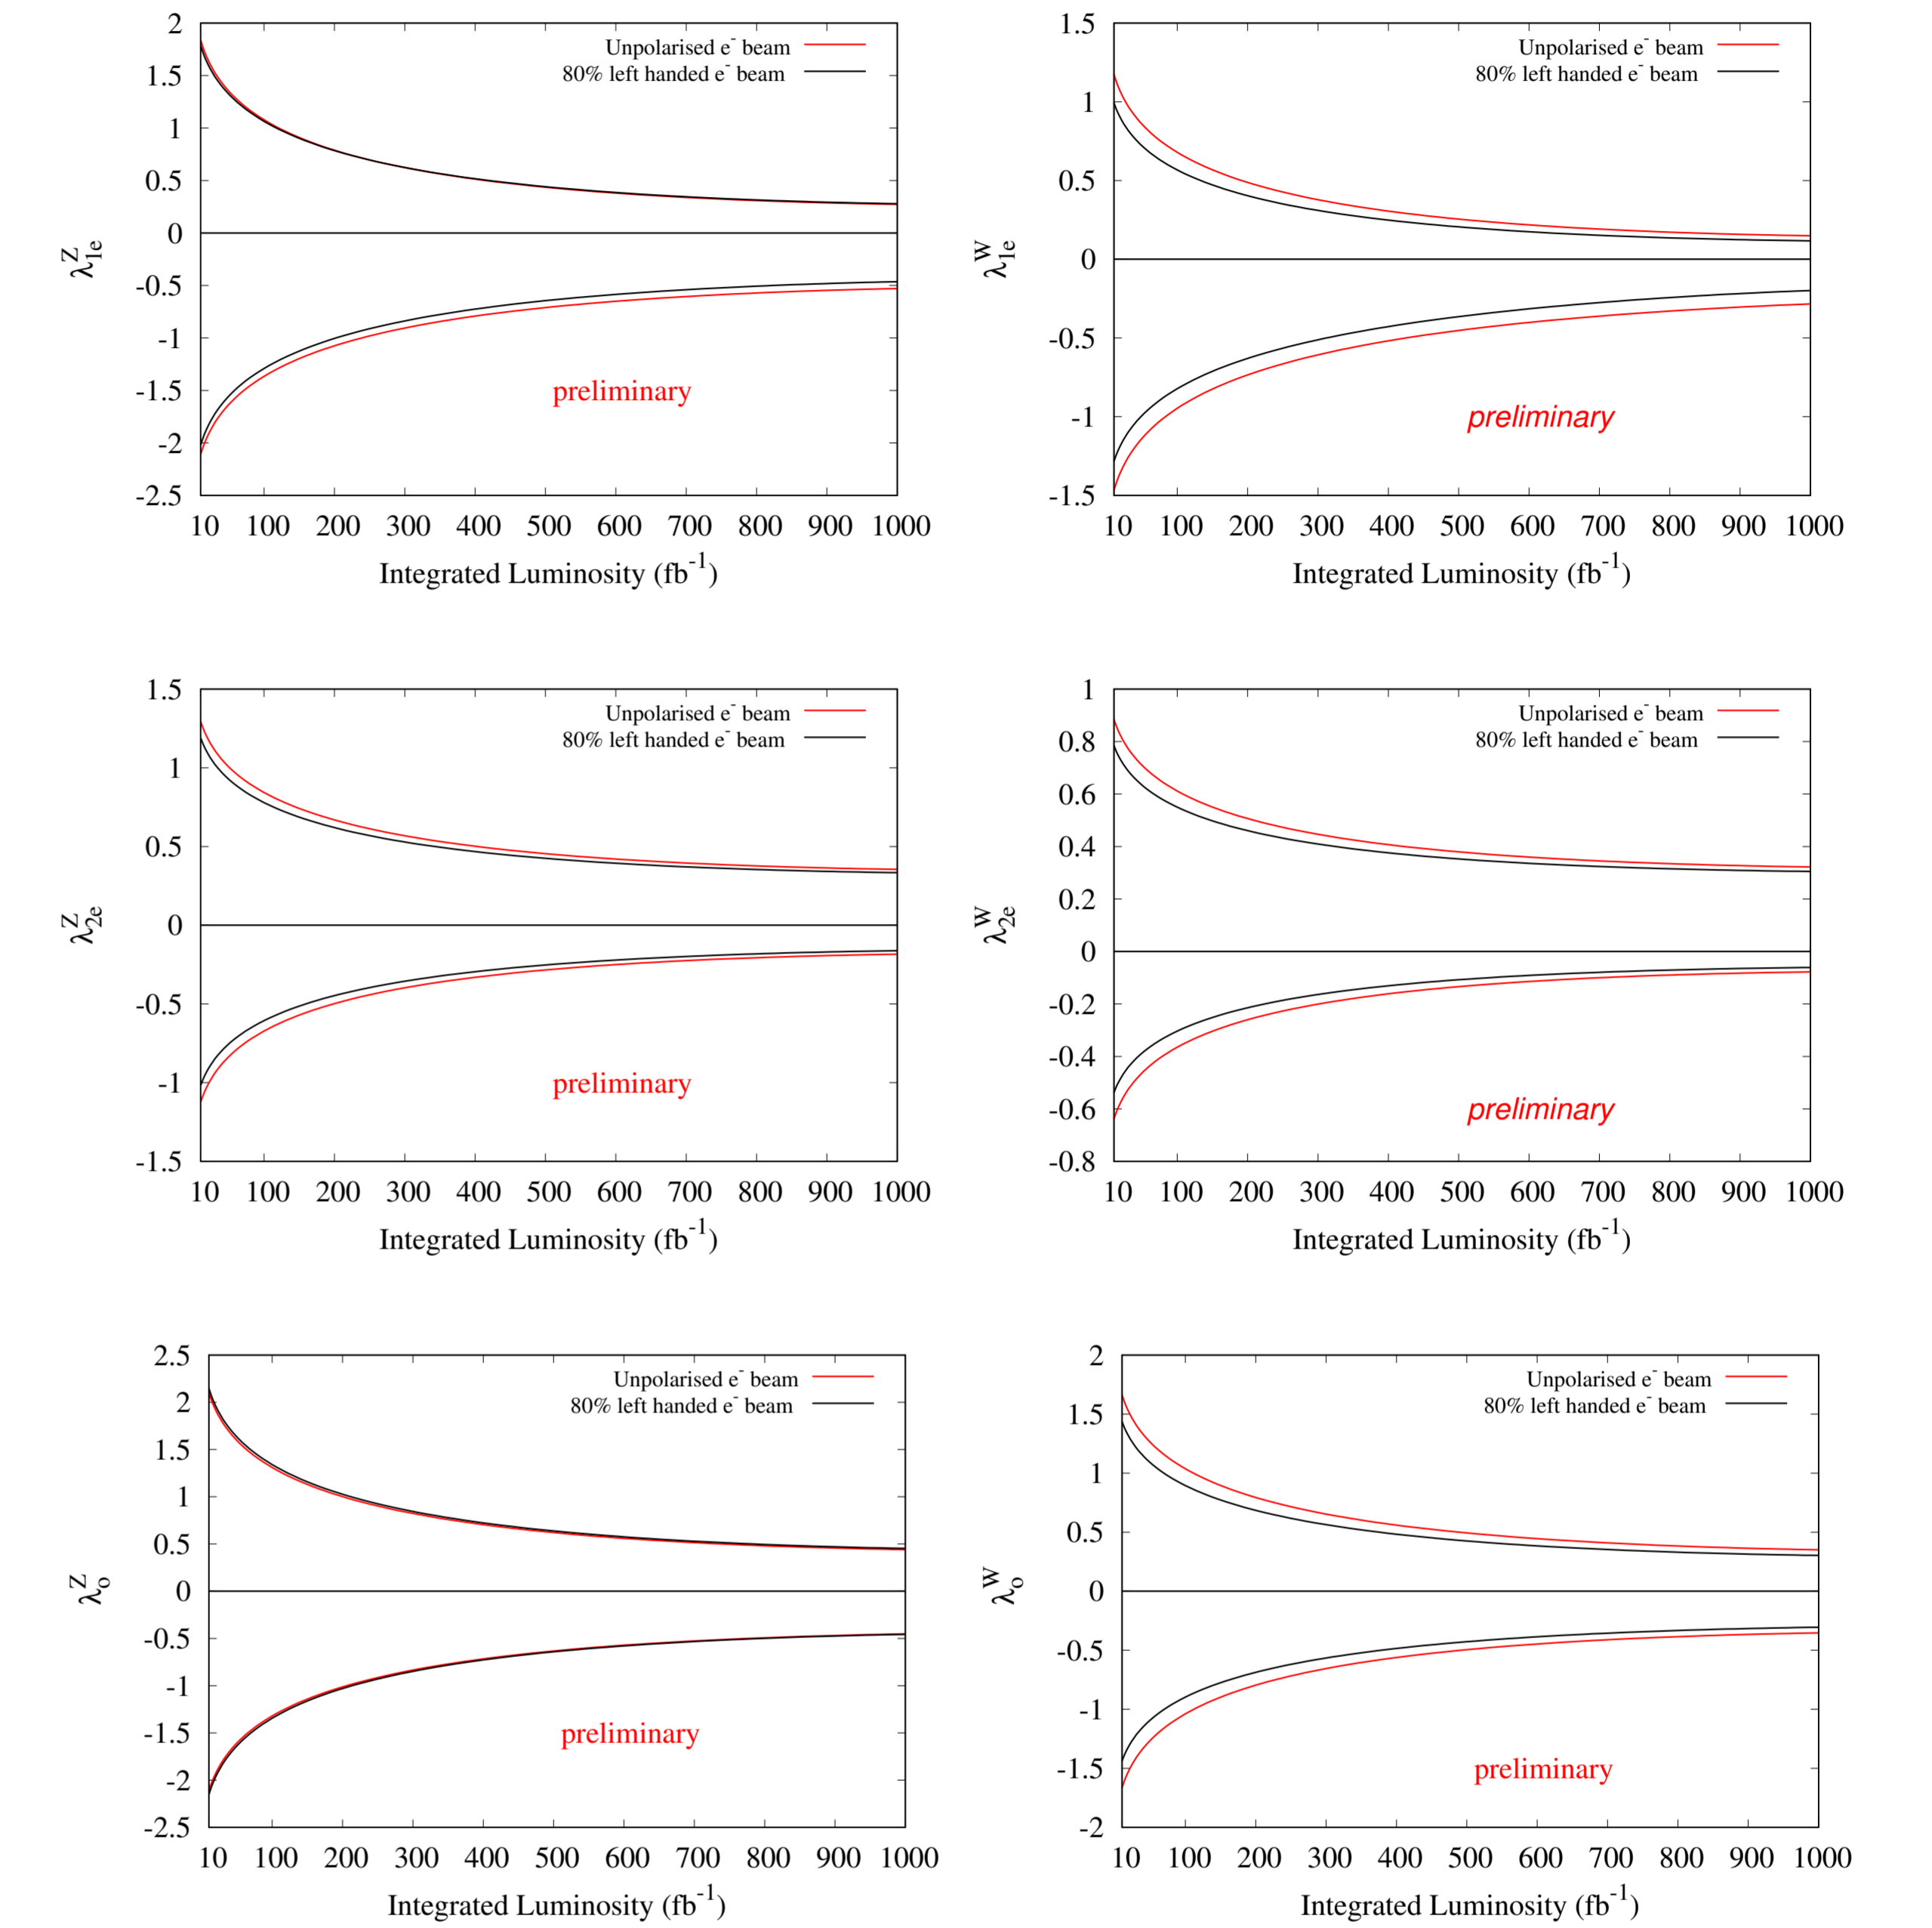 2
1.5
1
0.5
0
-0.5
-1
-1.5
-2
-2.5
λ₁ₑᶻ
Unpolarised e⁻ beam
80% left handed e⁻ beam
preliminary
10 100 200 300 400 500 600 700 800 900 1000
Integrated Luminosity (fb⁻¹)
1.5
1
0.5
0
-0.5
-1
-1.5
λ₁ₑᵂ
Unpolarised e⁻ beam
80% left handed e⁻ beam
preliminary
10 100 200 300 400 500 600 700 800 900 1000
Integrated Luminosity (fb⁻¹)
1.5
1
0.5
0
-0.5
-1
-1.5
λ₂ₑᶻ
Unpolarised e⁻ beam
80% left handed e⁻ beam
preliminary
10 100 200 300 400 500 600 700 800 900 1000
Integrated Luminosity (fb⁻¹)
1
0.8
0.6
0.4
0.2
0
-0.2
-0.4
-0.6
-0.8
λ₂ₑᵂ
Unpolarised e⁻ beam
80% left handed e⁻ beam
preliminary
10 100 200 300 400 500 600 700 800 900 1000
Integrated Luminosity (fb⁻¹)
2.5
2
1.5
1
0.5
0
-0.5
-1
-1.5
-2
-2.5
λₒᶻ
Unpolarised e⁻ beam
80% left handed e⁻ beam
preliminary
10 100 200 300 400 500 600 700 800 900 1000
Integrated Luminosity (fb⁻¹)
2
1.5
1
0.5
0
-0.5
-1
-1.5
-2
λₒᵂ
Unpolarised e⁻ beam
80% left handed e⁻ beam
preliminary
10 100 200 300 400 500 600 700 800 900 1000
Integrated Luminosity (fb⁻¹)